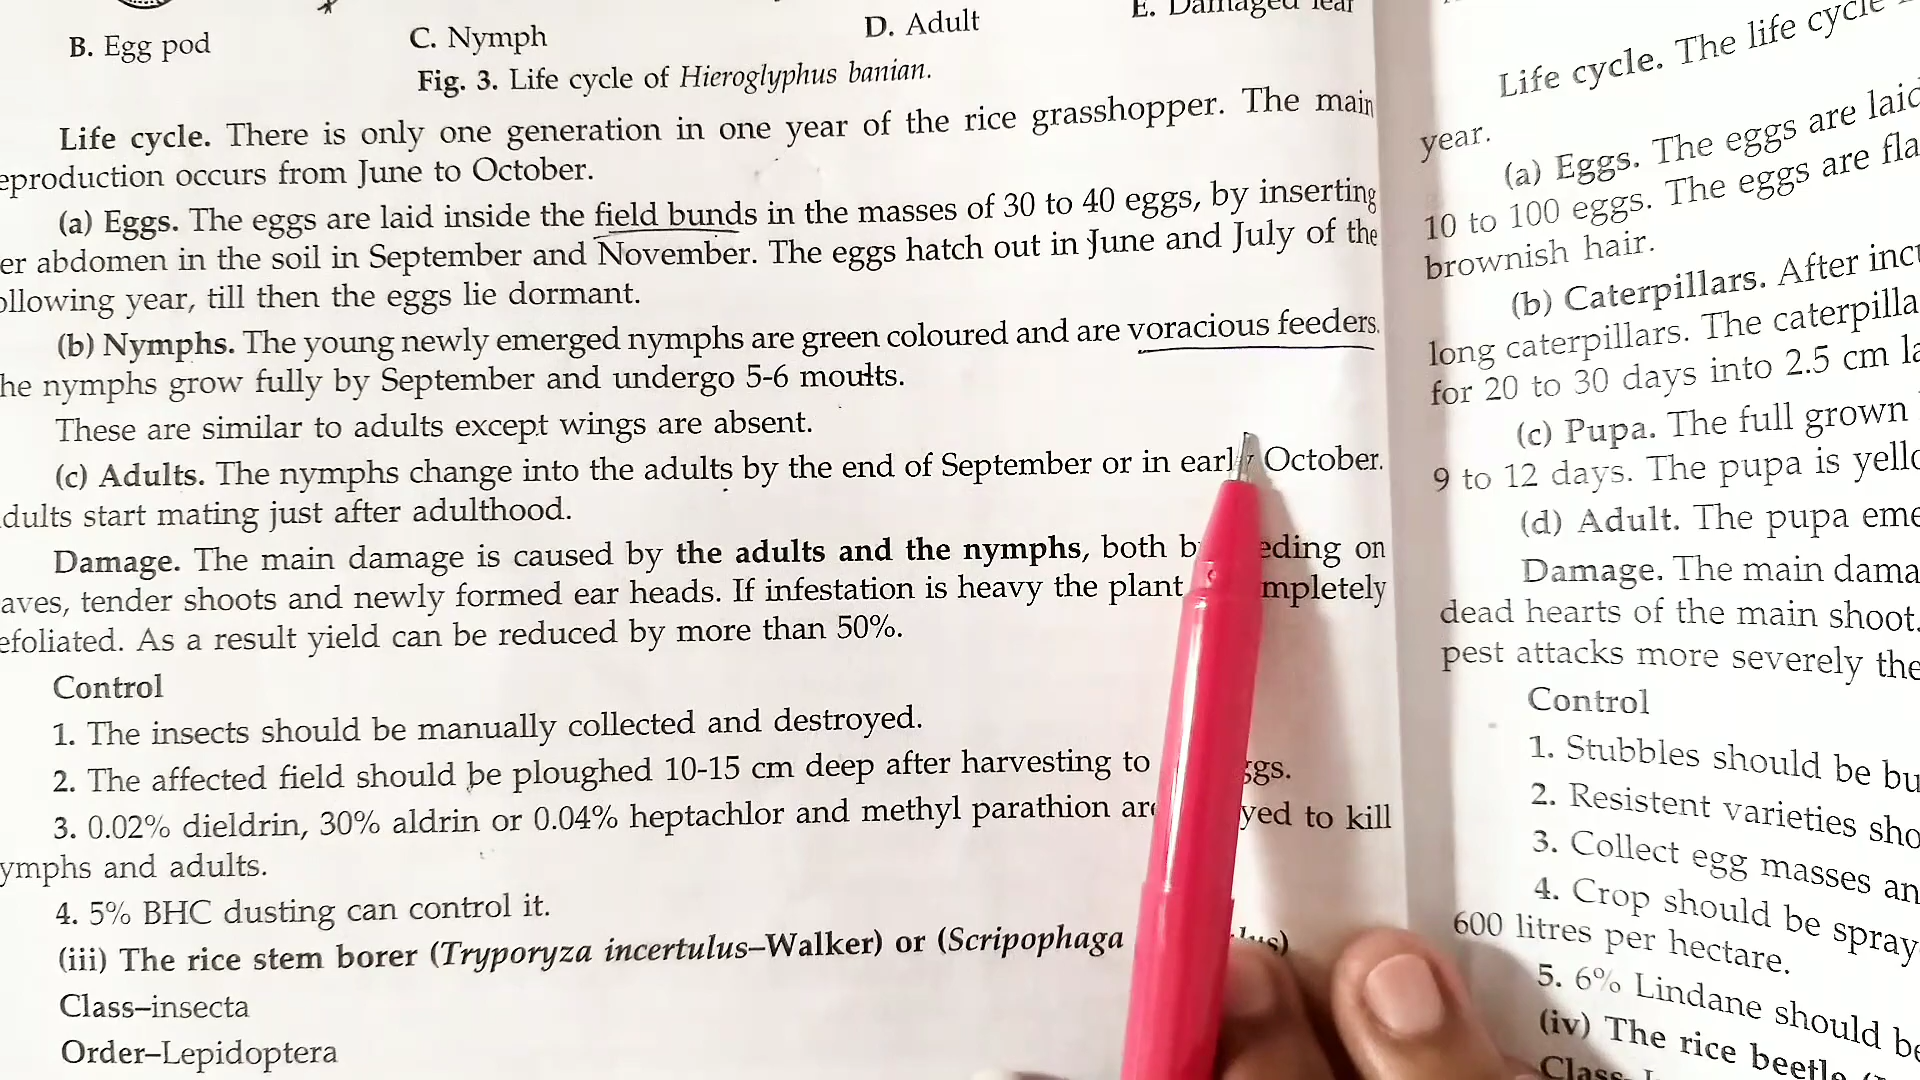 B. Egg pod
C. Nymph
D. Adult
E. Damaged leaf
Fig. 3. Life cycle of Hieroglyphus banian.
Life cycle. There is only one generation in one year of the rice grasshopper. The main
eproduction occurs from June to October.
(a) Eggs. The eggs are laid inside the field bunds in the masses of 30 to 40 eggs, by inserting
er abdomen in the soil in September and November. The eggs hatch out in June and July of the
ollowing year, till then the eggs lie dormant.
(b) Nymphs. The young newly emerged nymphs are green coloured and are voracious feeders.
he nymphs grow fully by September and undergo 5-6 moults.
These are similar to adults except wings are absent.
(c) Adults. The nymphs change into the adults by the end of September or in early October.
dults start mating just after adulthood.
Damage. The main damage is caused by the adults and the nymphs, both b eding on
aves, tender shoots and newly formed ear heads. If infestation is heavy the plant mpletely
efoliated. As a result yield can be reduced by more than 50%.
Control
1. The insects should be manually collected and destroyed.
2. The affected field should be ploughed 10-15 cm deep after harvesting to ggs.
3. 0.02% dieldrin, 30% aldrin or 0.04% heptachlor and methyl parathion are yed to kill
ymphs and adults.
4. 5% BHC dusting can control it.
(iii) The rice stem borer (Tryporyza incertulus–Walker) or (Scripophaga lus)
Class–insecta
Order–Lepidoptera
Life cycle. The life cycle
year.
(a) Eggs. The eggs are laid
10 to 100 eggs. The eggs are fla
brownish hair.
(b) Caterpillars. After incu
long caterpillars. The caterpilla
for 20 to 30 days into 2.5 cm la
(c) Pupa. The full grown
9 to 12 days. The pupa is yello
(d) Adult. The pupa eme
Damage. The main dama
dead hearts of the main shoot.
pest attacks more severely the
Control
1. Stubbles should be bu
2. Resistent varieties sho
3. Collect egg masses an
4. Crop should be spray
600 litres per hectare.
5. 6% Lindane should be
(iv) The rice beetle
Class